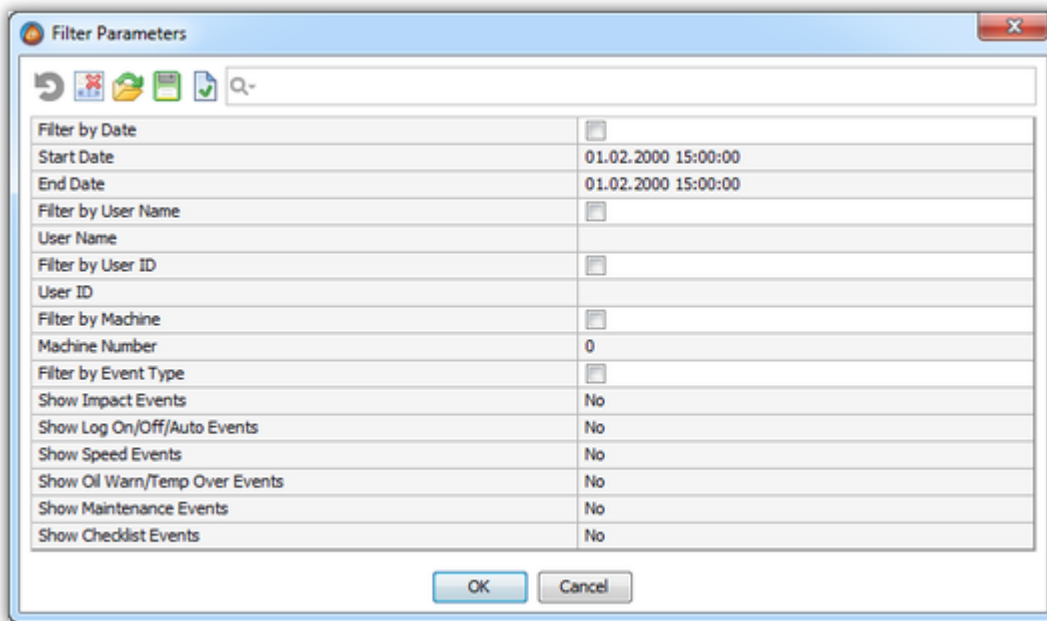 Filter Parameters
Filter by Date
Start Date 01.02.2000 15:00:00
End Date 01.02.2000 15:00:00
Filter by User Name
User Name
Filter by User ID
User ID
Filter by Machine
Machine Number 0
Filter by Event Type
Show Impact Events No
Show Log On/Off/Auto Events No
Show Speed Events No
Show Oil Warn/Temp Over Events No
Show Maintenance Events No
Show Checklist Events No
OK Cancel